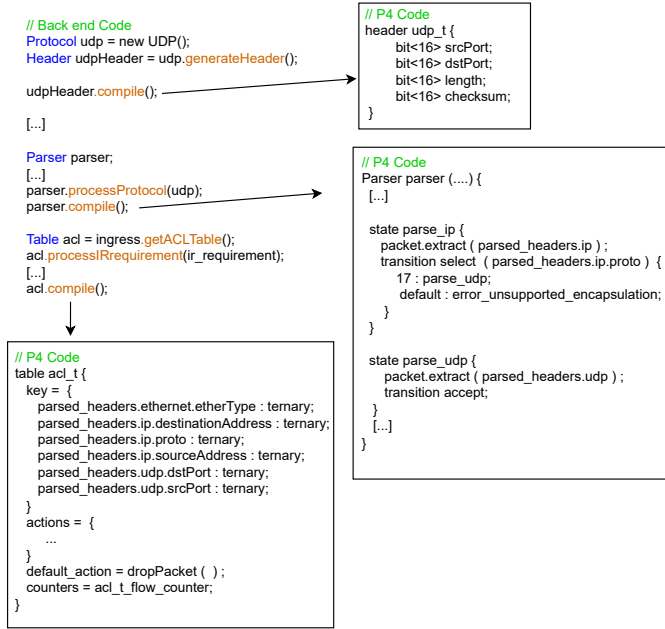 // Back end Code
Protocol udp = new UDP();
Header udpHeader = udp.generateHeader();
udpHeader.compile();
[...]
Parser parser;
[...]
parser.processProtocol(udp);
parser.compile();
Table acl = ingress.getACLTable();
acl.processIRrequirement(ir_requirement);
[...]
acl.compile();
// P4 Code
header udp_t {
bit<16> srcPort;
bit<16> dstPort;
bit<16> length;
bit<16> checksum;
}
// P4 Code
Parser parser (....) {
[...]
state parse_ip {
packet.extract ( parsed_headers.ip ) ;
transition select ( parsed_headers.ip.proto ) {
17 : parse_udp;
default : error_unsupported_encapsulation;
}
}
state parse_udp {
packet.extract ( parsed_headers.udp ) ;
transition accept;
}
[...]
}
// P4 Code
table acl_t {
key = {
parsed_headers.ethernet.etherType : ternary;
parsed_headers.ip.destinationAddress : ternary;
parsed_headers.ip.proto : ternary;
parsed_headers.ip.sourceAddress : ternary;
parsed_headers.udp.dstPort : ternary;
parsed_headers.udp.srcPort : ternary;
}
actions = {
...
}
default_action = dropPacket ( ) ;
counters = acl_t_flow_counter;
}